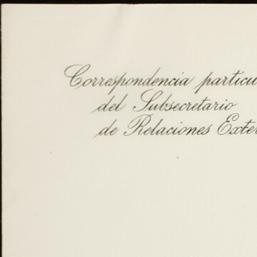 Correspondencia particu
del Subsecretario
de Relaciones Exter